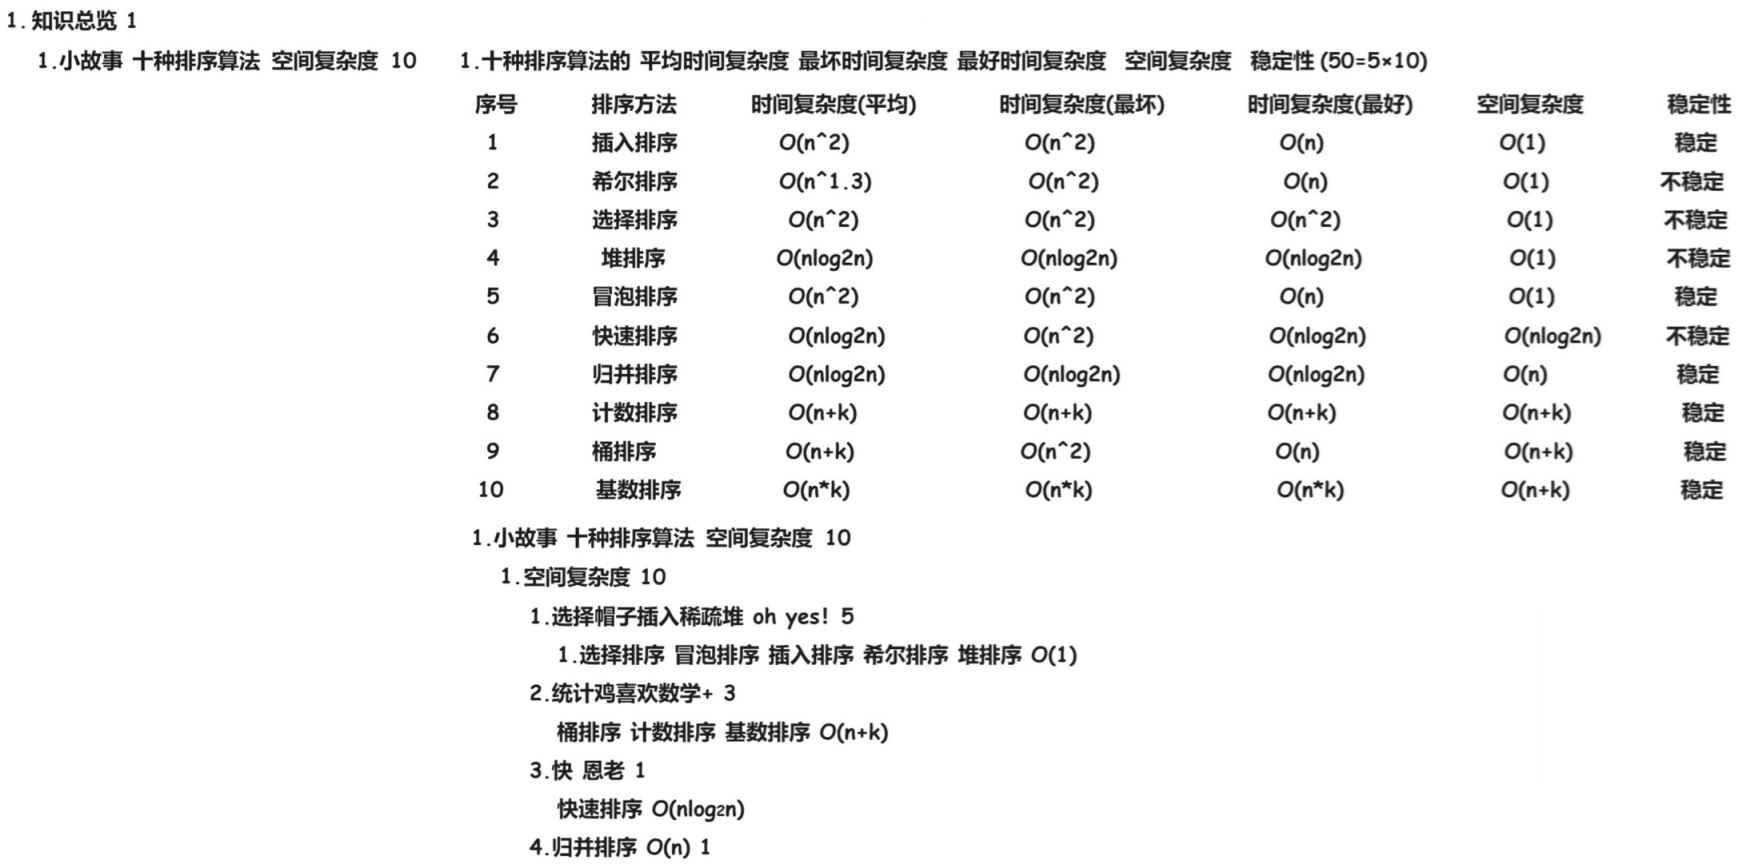 1.知识总览 1
1.小故事 十种排序算法 空间复杂度 10
1.十种排序算法的 平均时间复杂度 最坏时间复杂度 最好时间复杂度 空间复杂度 稳定性 (50=5×10)
序号 排序方法 时间复杂度(平均) 时间复杂度(最坏) 时间复杂度(最好) 空间复杂度 稳定性
1 插入排序 O(n^2) O(n^2) O(n) O(1) 稳定
2 希尔排序 O(n^1.3) O(n^2) O(n) O(1) 不稳定
3 选择排序 O(n^2) O(n^2) O(n^2) O(1) 不稳定
4 堆排序 O(nlog2n) O(nlog2n) O(nlog2n) O(1) 不稳定
5 冒泡排序 O(n^2) O(n^2) O(n) O(1) 稳定
6 快速排序 O(nlog2n) O(n^2) O(nlog2n) O(nlog2n) 不稳定
7 归并排序 O(nlog2n) O(nlog2n) O(nlog2n) O(n) 稳定
8 计数排序 O(n+k) O(n+k) O(n+k) O(n+k) 稳定
9 桶排序 O(n+k) O(n^2) O(n) O(n+k) 稳定
10 基数排序 O(n*k) O(n*k) O(n*k) O(n+k) 稳定
1.小故事 十种排序算法 空间复杂度 10
1.空间复杂度 10
1.选择帽子插入稀疏堆 oh yes! 5
1.选择排序 冒泡排序 插入排序 希尔排序 堆排序 O(1)
2.统计鸡喜欢数学+ 3
桶排序 计数排序 基数排序 O(n+k)
3.快 恩老 1
快速排序 O(nlog2n)
4.归并排序 O(n) 1